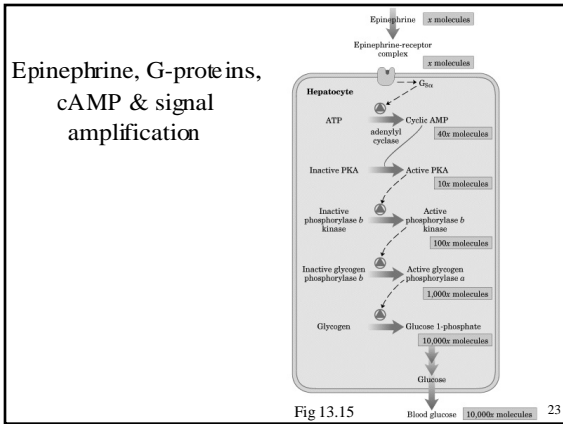 Epinephrine, G-proteins,
cAMP & signal
amplification
Epinephrine x molecules
Epinephrine-receptor
complex
x molecules
Hepatocyte
GSα
ATP Cyclic AMP
adenylyl
cyclase
40x molecules
Inactive PKA Active PKA
10x molecules
Inactive
phosphorylase b
kinase
Active
phosphorylase b
kinase
100x molecules
Inactive glycogen
phosphorylase b
Active glycogen
phosphorylase a
1,000x molecules
Glycogen Glucose 1-phosphate
10,000x molecules
Glucose
Fig 13.15
Blood glucose 10,000x molecules
23